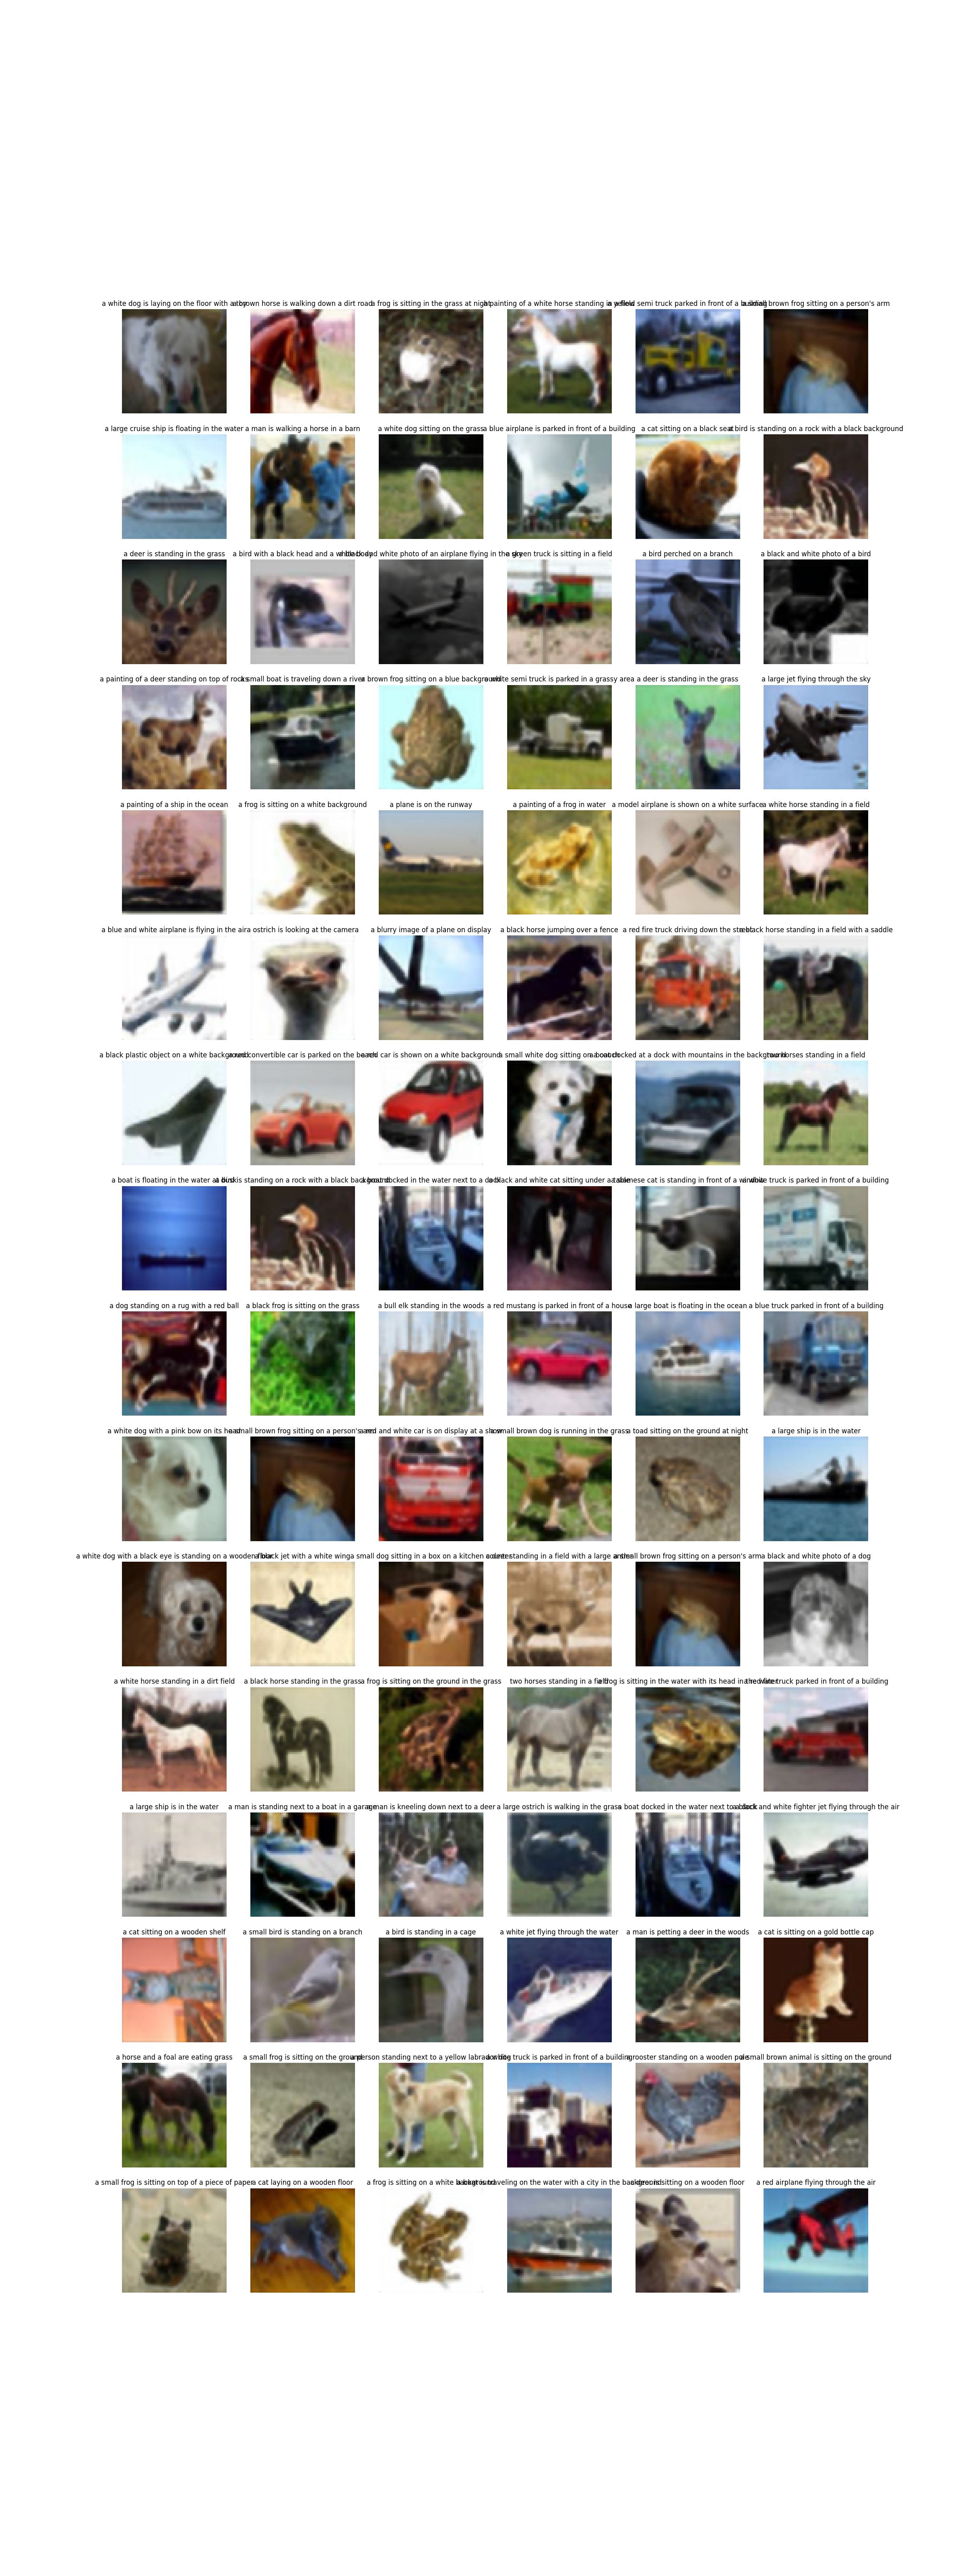 a white dog is laying on the floor with a toy
a brown horse is walking down a dirt road
a frog is sitting in the grass at night
a painting of a white horse standing in a field
a yellow semi truck parked in front of a building
a small brown frog sitting on a person's arm
a large cruise ship is floating in the water
a man is walking a horse in a barn
a white dog sitting on the grass
a blue airplane is parked in front of a building
a cat sitting on a black seat
a bird is standing on a rock with a black background
a deer is standing in the grass
a bird with a black head and a white body
a black and white photo of an airplane flying in the sky
a green truck is sitting in a field
a bird perched on a branch
a black and white photo of a bird
a painting of a deer standing on top of rocks
a small boat is traveling down a river
a brown frog sitting on a blue background
a white semi truck is parked in a grassy area
a deer is standing in the grass
a large jet flying through the sky
a painting of a ship in the ocean
a frog is sitting on a white background
a plane is on the runway
a painting of a frog in water
a model airplane is shown on a white surface
a white horse standing in a field
a blue and white airplane is flying in the air
a ostrich is looking at the camera
a blurry image of a plane on display
a black horse jumping over a fence
a red fire truck driving down the street
a black horse standing in a field with a saddle
a black plastic object on a white background
a red convertible car is parked on the beach
a red car is shown on a white background
a small white dog sitting on a couch
a boat docked at a dock with mountains in the background
two horses standing in a field
a boat is floating in the water at dusk
a bird is standing on a rock with a black background
a boat docked in the water next to a dock
a black and white cat sitting under a table
a siamese cat is standing in front of a window
a white truck is parked in front of a building
a dog standing on a rug with a red ball
a black frog is sitting on the grass
a bull elk standing in the woods
a red mustang is parked in front of a house
a large boat is floating in the ocean
a blue truck parked in front of a building
a white dog with a pink bow on its head
a small brown frog sitting on a person's arm
a red and white car is on display at a show
a small brown dog is running in the grass
a toad sitting on the ground at night
a large ship is in the water
a white dog with a black eye is standing on a wooden floor
a black jet with a white wing
a small dog sitting in a box on a kitchen counter
a deer standing in a field with a large antler
a small brown frog sitting on a person's arm
a black and white photo of a dog
a white horse standing in a dirt field
a black horse standing in the grass
a frog is sitting on the ground in the grass
two horses standing in a field
a frog is sitting in the water with its head in the water
a red fire truck parked in front of a building
a large ship is in the water
a man is standing next to a boat in a garage
a man is kneeling down next to a deer
a large ostrich is walking in the grass
a boat docked in the water next to a dock
a black and white fighter jet flying through the air
a cat sitting on a wooden shelf
a small bird is standing on a branch
a bird is standing in a cage
a white jet flying through the water
a man is petting a deer in the woods
a cat is sitting on a gold bottle cap
a horse and a foal are eating grass
a small frog is sitting on the ground
a person standing next to a yellow labrador dog
a white truck is parked in front of a building
a rooster standing on a wooden pole
a small brown animal is sitting on the ground
a small frog is sitting on top of a piece of paper
a cat laying on a wooden floor
a frog is sitting on a white background
a boat is traveling on the water with a city in the background
a deer is sitting on a wooden floor
a red airplane flying through the air